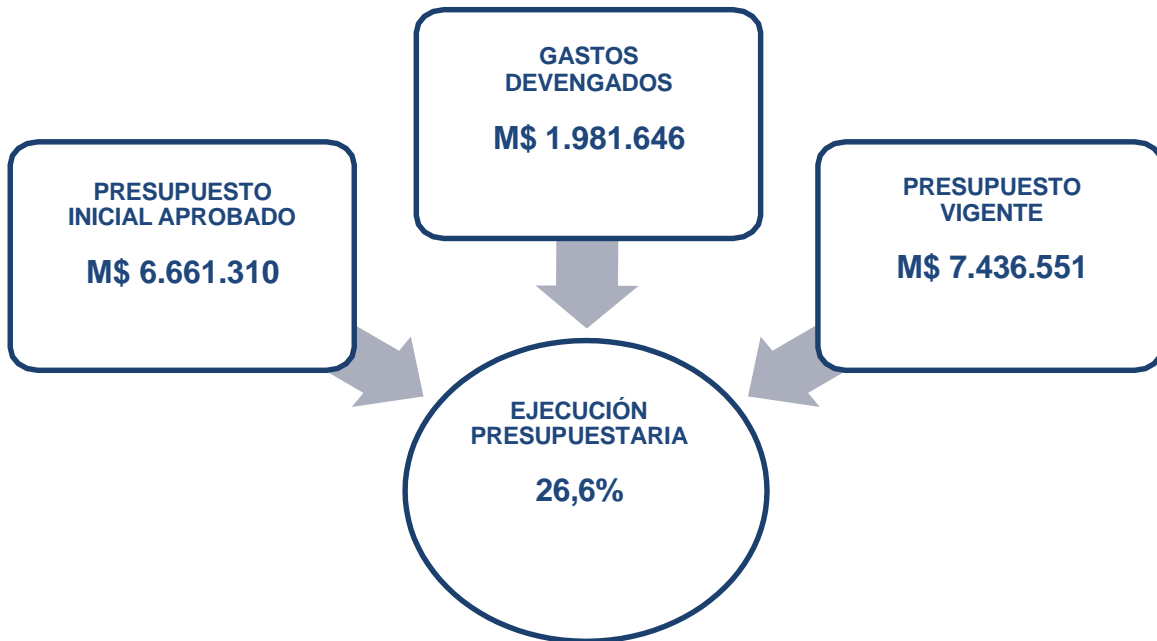 PRESUPUESTO
INICIAL APROBADO
M$ 6.661.310
GASTOS
DEVENGADOS
M$ 1.981.646
PRESUPUESTO
VIGENTE
M$ 7.436.551
EJECUCIÓN
PRESUPUESTARIA
26,6%